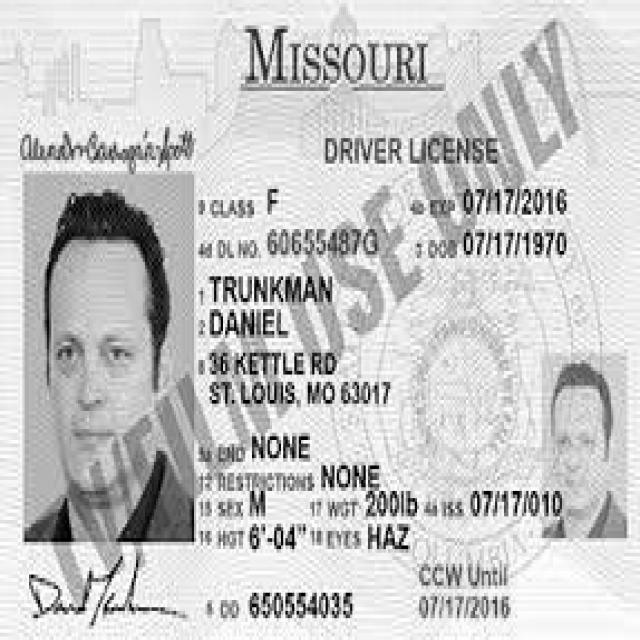 MISSOURI
DRIVER LICENSE
9 CLASS F
4b EXP 07/17/2016
4d DL NO. 60655487G
3 DOB 07/17/1970
1 TRUNKMAN
2 DANIEL
8 36 KETTLE RD
ST. LOUIS, MO 63017
9a END NONE
12 RESTRICTIONS NONE
15 SEX M 17 WGT 200lb 4a ISS 07/17/010
16 HGT 6'-04" 18 EYES HAZ
CCW Until
5 DD 650554035
07/17/2016
USE ONLY